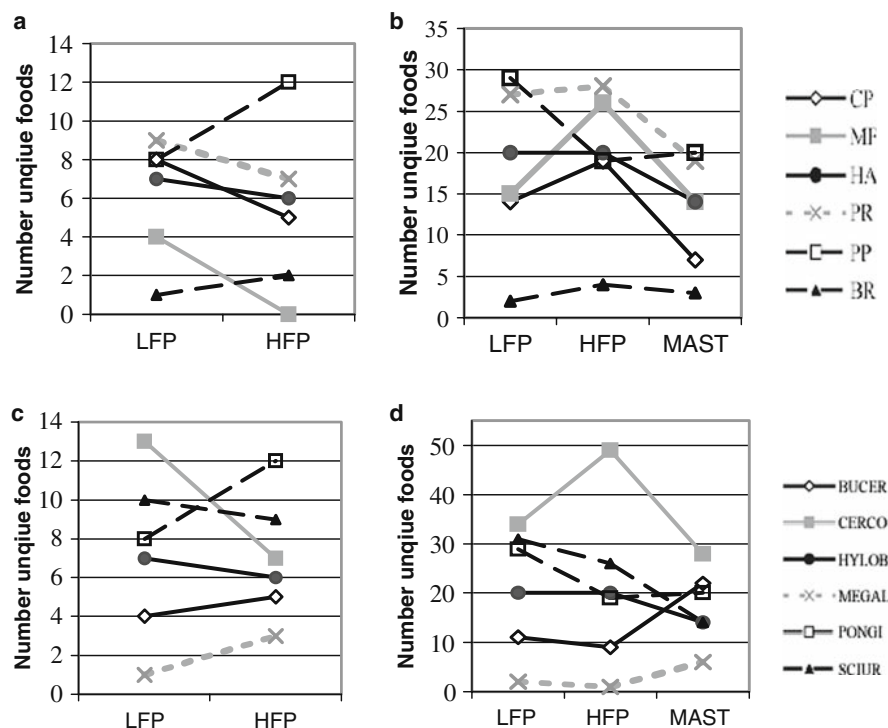 a
14
12
10
8
6
4
2
0
Number unqiue foods
LFP HFP
b
35
30
25
20
15
10
5
0
Number unqiue foods
LFP HFP MAST
CP
MF
HA
PR
PP
BR
c
14
12
10
8
6
4
2
0
Number unqiue foods
LFP HFP
d
50
40
30
20
10
0
Number unqiue foods
LFP HFP MAST
BUCER
CERCO
HYLOB
MEGAL
PONGI
SCIUR